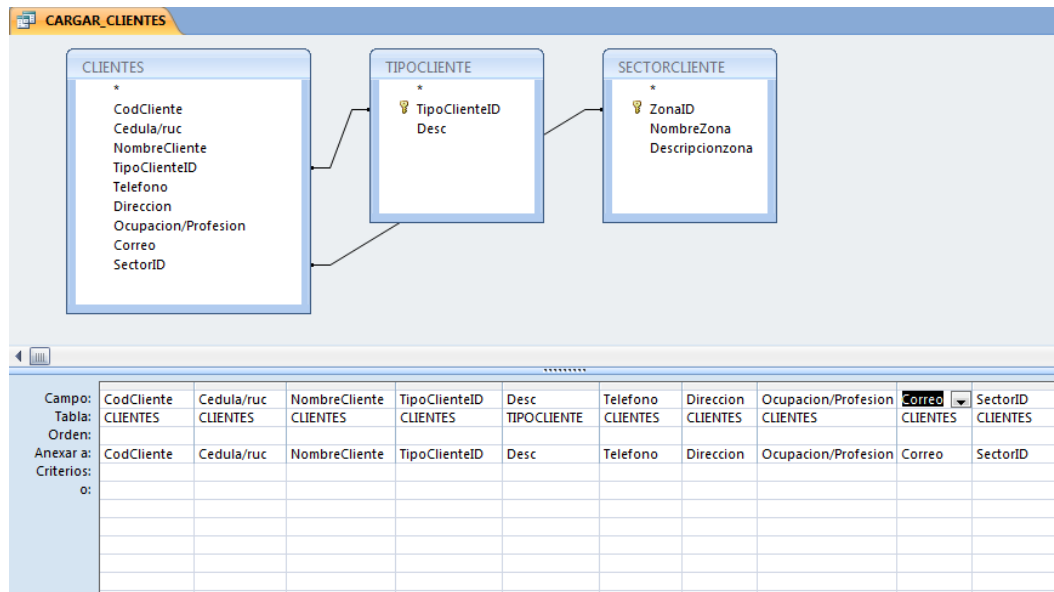 CARGAR_CLIENTES
CLIENTES
*
CodCliente
Cedula/ruc
NombreCliente
TipoClienteID
Telefono
Direccion
Ocupacion/Profesion
Correo
SectorID
TIPOCLIENTE
*
TipoClienteID
Desc
SECTORCLIENTE
*
ZonaID
NombreZona
Descripcionzona
Campo: CodCliente Cedula/ruc NombreCliente TipoClienteID Desc Telefono Direccion Ocupacion/Profesion Correo SectorID
Tabla: CLIENTES CLIENTES CLIENTES CLIENTES TIPOCLIENTE CLIENTES CLIENTES CLIENTES CLIENTES CLIENTES
Orden:
Anexar a: CodCliente Cedula/ruc NombreCliente TipoClienteID Desc Telefono Direccion Ocupacion/Profesion Correo SectorID
Criterios:
o: